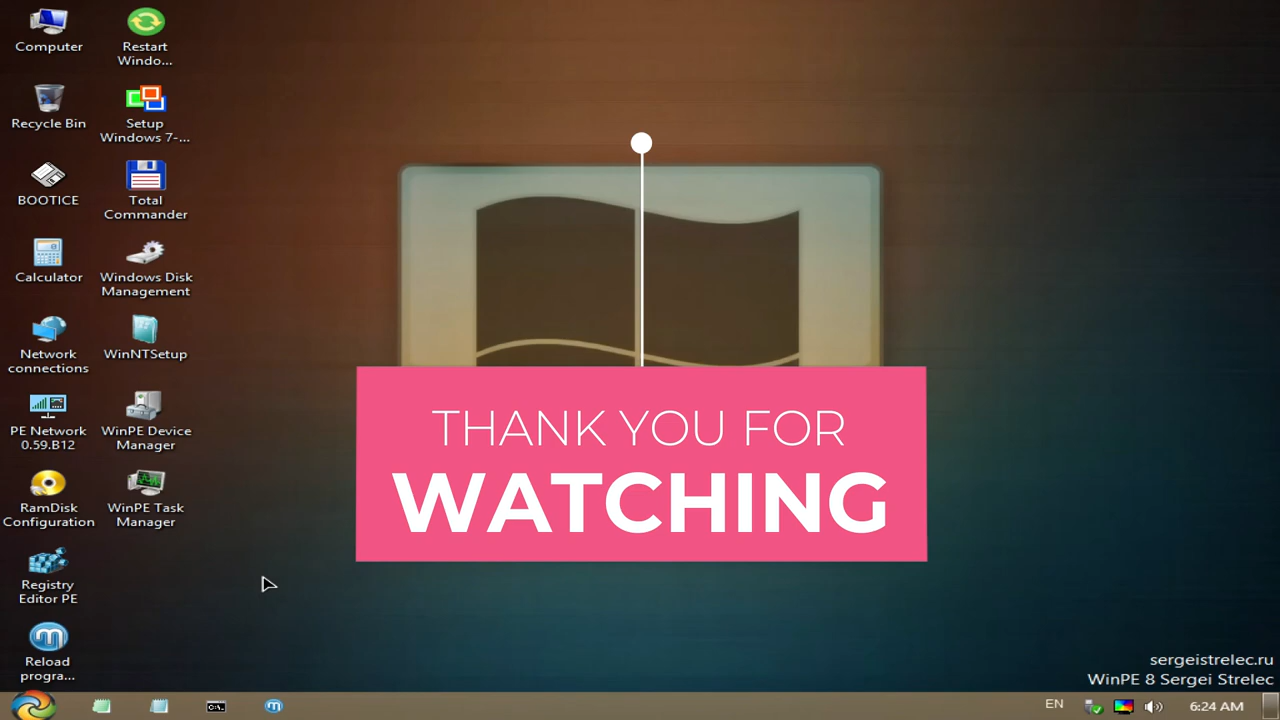 Computer
Restart
Windo...
Recycle Bin
Setup
Windows 7-...
BOOTICE
Total
Commander
Calculator
Windows Disk
Management
Network
connections
WinNTSetup
PE Network
0.59.B12
WinPE Device
Manager
RamDisk
Configuration
WinPE Task
Manager
Registry
Editor PE
Reload
progra...
THANK YOU FOR
WATCHING
sergeistrelec.ru
WinPE 8 Sergei Strelec
EN
6:24 AM